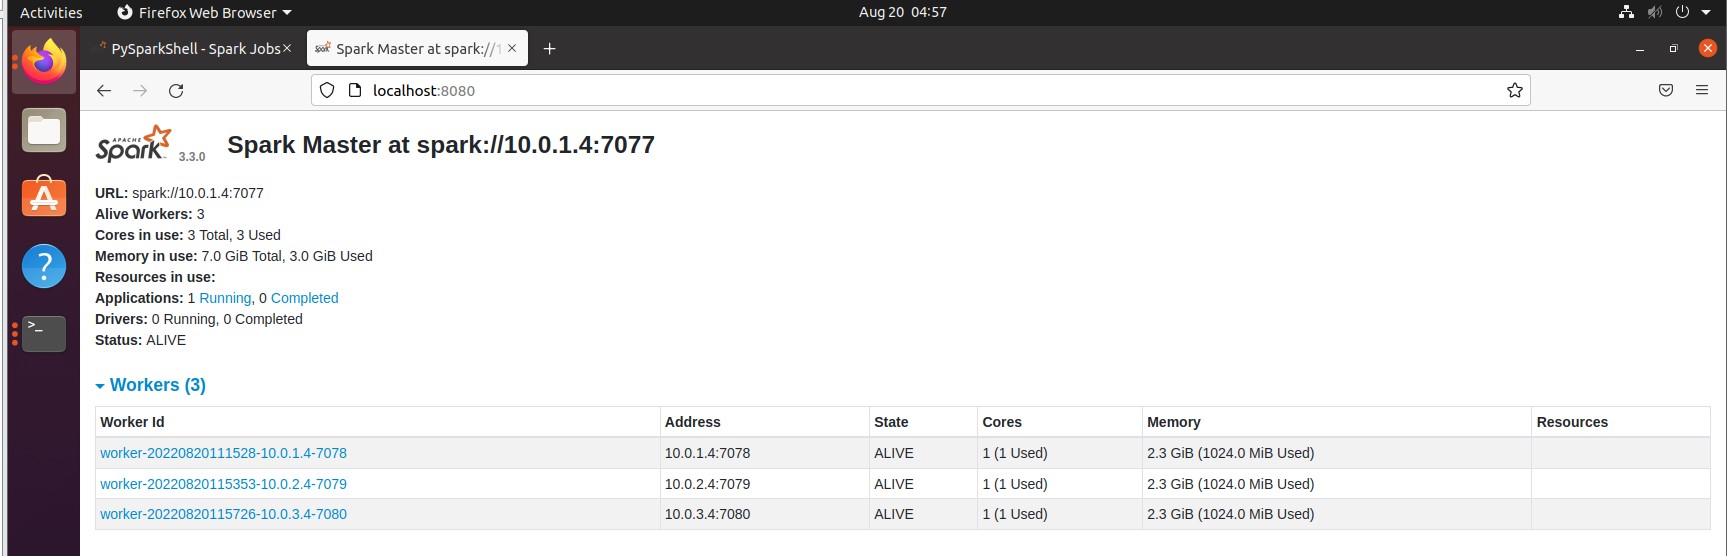 Activities
Firefox Web Browser
Aug 20 04:57
PySparkShell - Spark Jobs
Spark Master at spark://1
localhost:8080
APACHE
Spark 3.3.0
Spark Master at spark://10.0.1.4:7077
URL: spark://10.0.1.4:7077
Alive Workers: 3
Cores in use: 3 Total, 3 Used
Memory in use: 7.0 GiB Total, 3.0 GiB Used
Resources in use:
Applications: 1 Running, 0 Completed
Drivers: 0 Running, 0 Completed
Status: ALIVE
Workers (3)
Worker Id Address State Cores Memory Resources
worker-20220820111528-10.0.1.4-7078 10.0.1.4:7078 ALIVE 1 (1 Used) 2.3 GiB (1024.0 MiB Used)
worker-20220820115353-10.0.2.4-7079 10.0.2.4:7079 ALIVE 1 (1 Used) 2.3 GiB (1024.0 MiB Used)
worker-20220820115726-10.0.3.4-7080 10.0.3.4:7080 ALIVE 1 (1 Used) 2.3 GiB (1024.0 MiB Used)